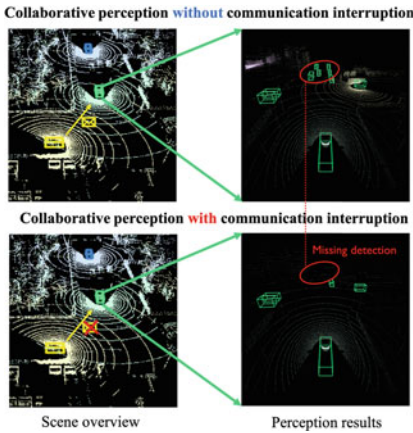 Collaborative perception without communication interruption
Collaborative perception with communication interruption
Missing detection
Scene overview
Perception results